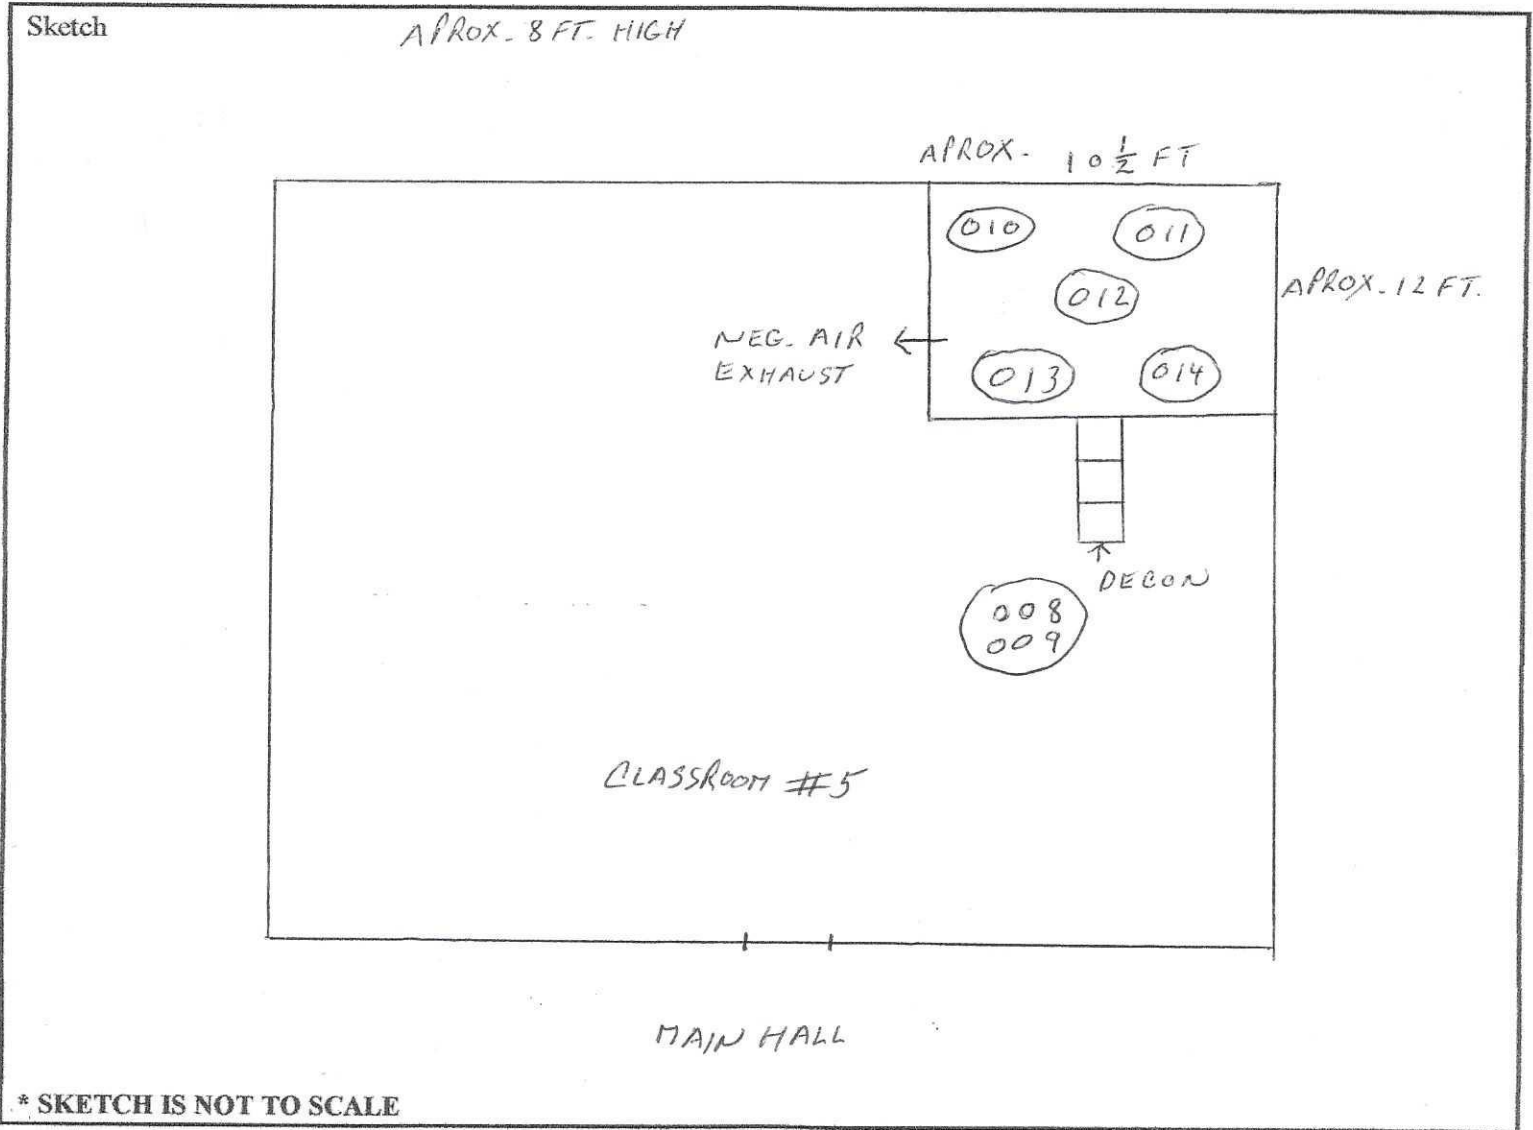 Sketch
APROX. 8 FT. HIGH
APROX. 10 1/2 FT
010
011
012
APROX. 12 FT.
NEG. AIR
EXHAUST
013
014
DECON
008
009
CLASSROOM #5
MAIN HALL
* SKETCH IS NOT TO SCALE